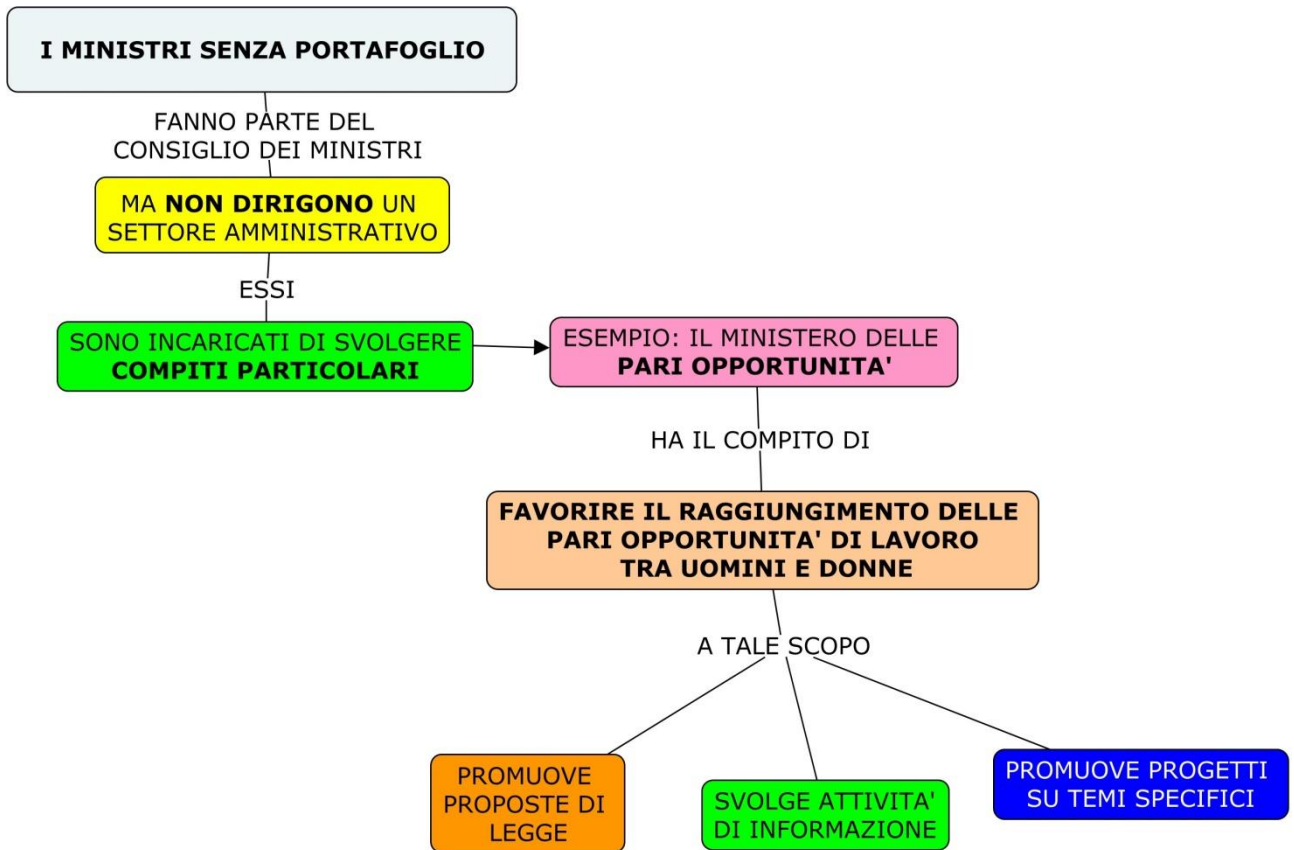 I MINISTRI SENZA PORTAFOGLIO
FANNO PARTE DEL
CONSIGLIO DEI MINISTRI
MA NON DIRIGONO UN
SETTORE AMMINISTRATIVO
ESSI
SONO INCARICATI DI SVOLGERE
COMPITI PARTICOLARI
ESEMPIO: IL MINISTERO DELLE
PARI OPPORTUNITA'
HA IL COMPITO DI
FAVORIRE IL RAGGIUNGIMENTO DELLE
PARI OPPORTUNITA' DI LAVORO
TRA UOMINI E DONNE
A TALE SCOPO
PROMUOVE
PROPOSTE DI
LEGGE
SVOLGE ATTIVITA'
DI INFORMAZIONE
PROMUOVE PROGETTI
SU TEMI SPECIFICI